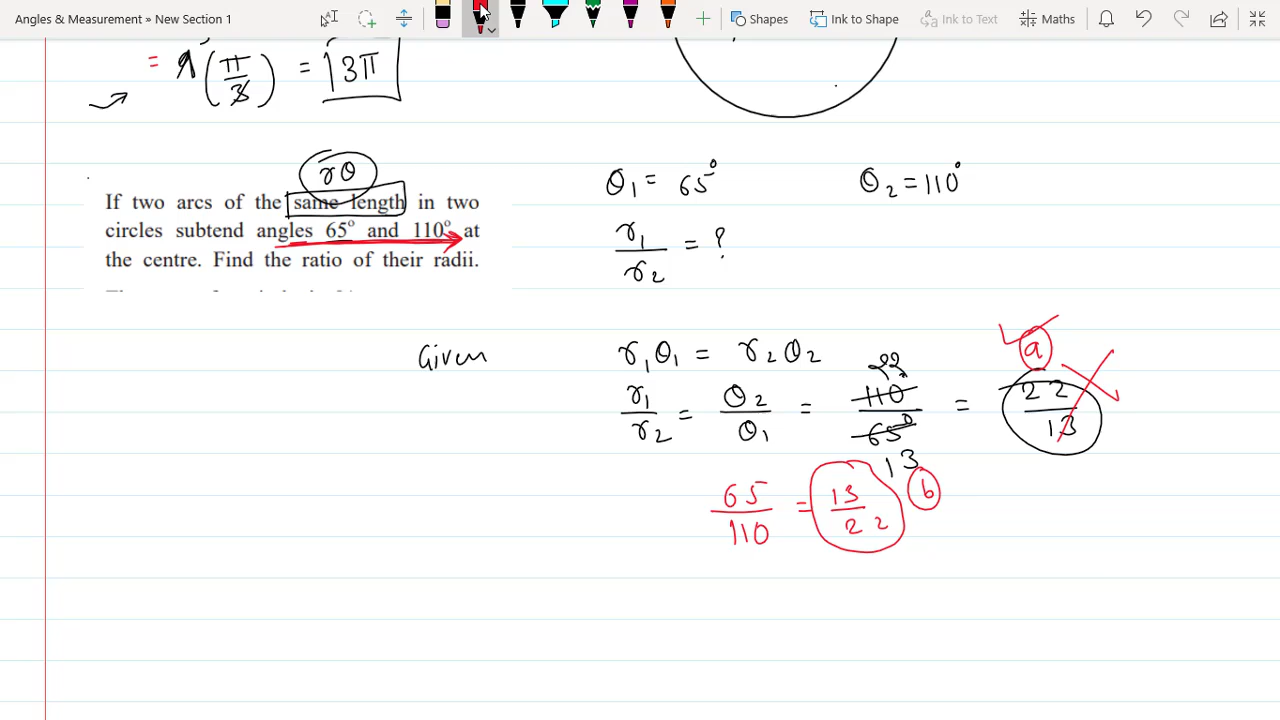 Angles & Measurement » New Section 1
Shapes Ink to Shape Ink to Text Maths
= 9(π/3) = 3π
rθ
If two arcs of the same length in two
circles subtend angles 65° and 110° at
the centre. Find the ratio of their radii.
θ1 = 65° θ2 = 110°
r1/r2 = ?
Given r1θ1 = r2θ2
a
22
r1/r2 = θ2/θ1 = 110/65° = 22/13
13
65/110 = 13/22 b